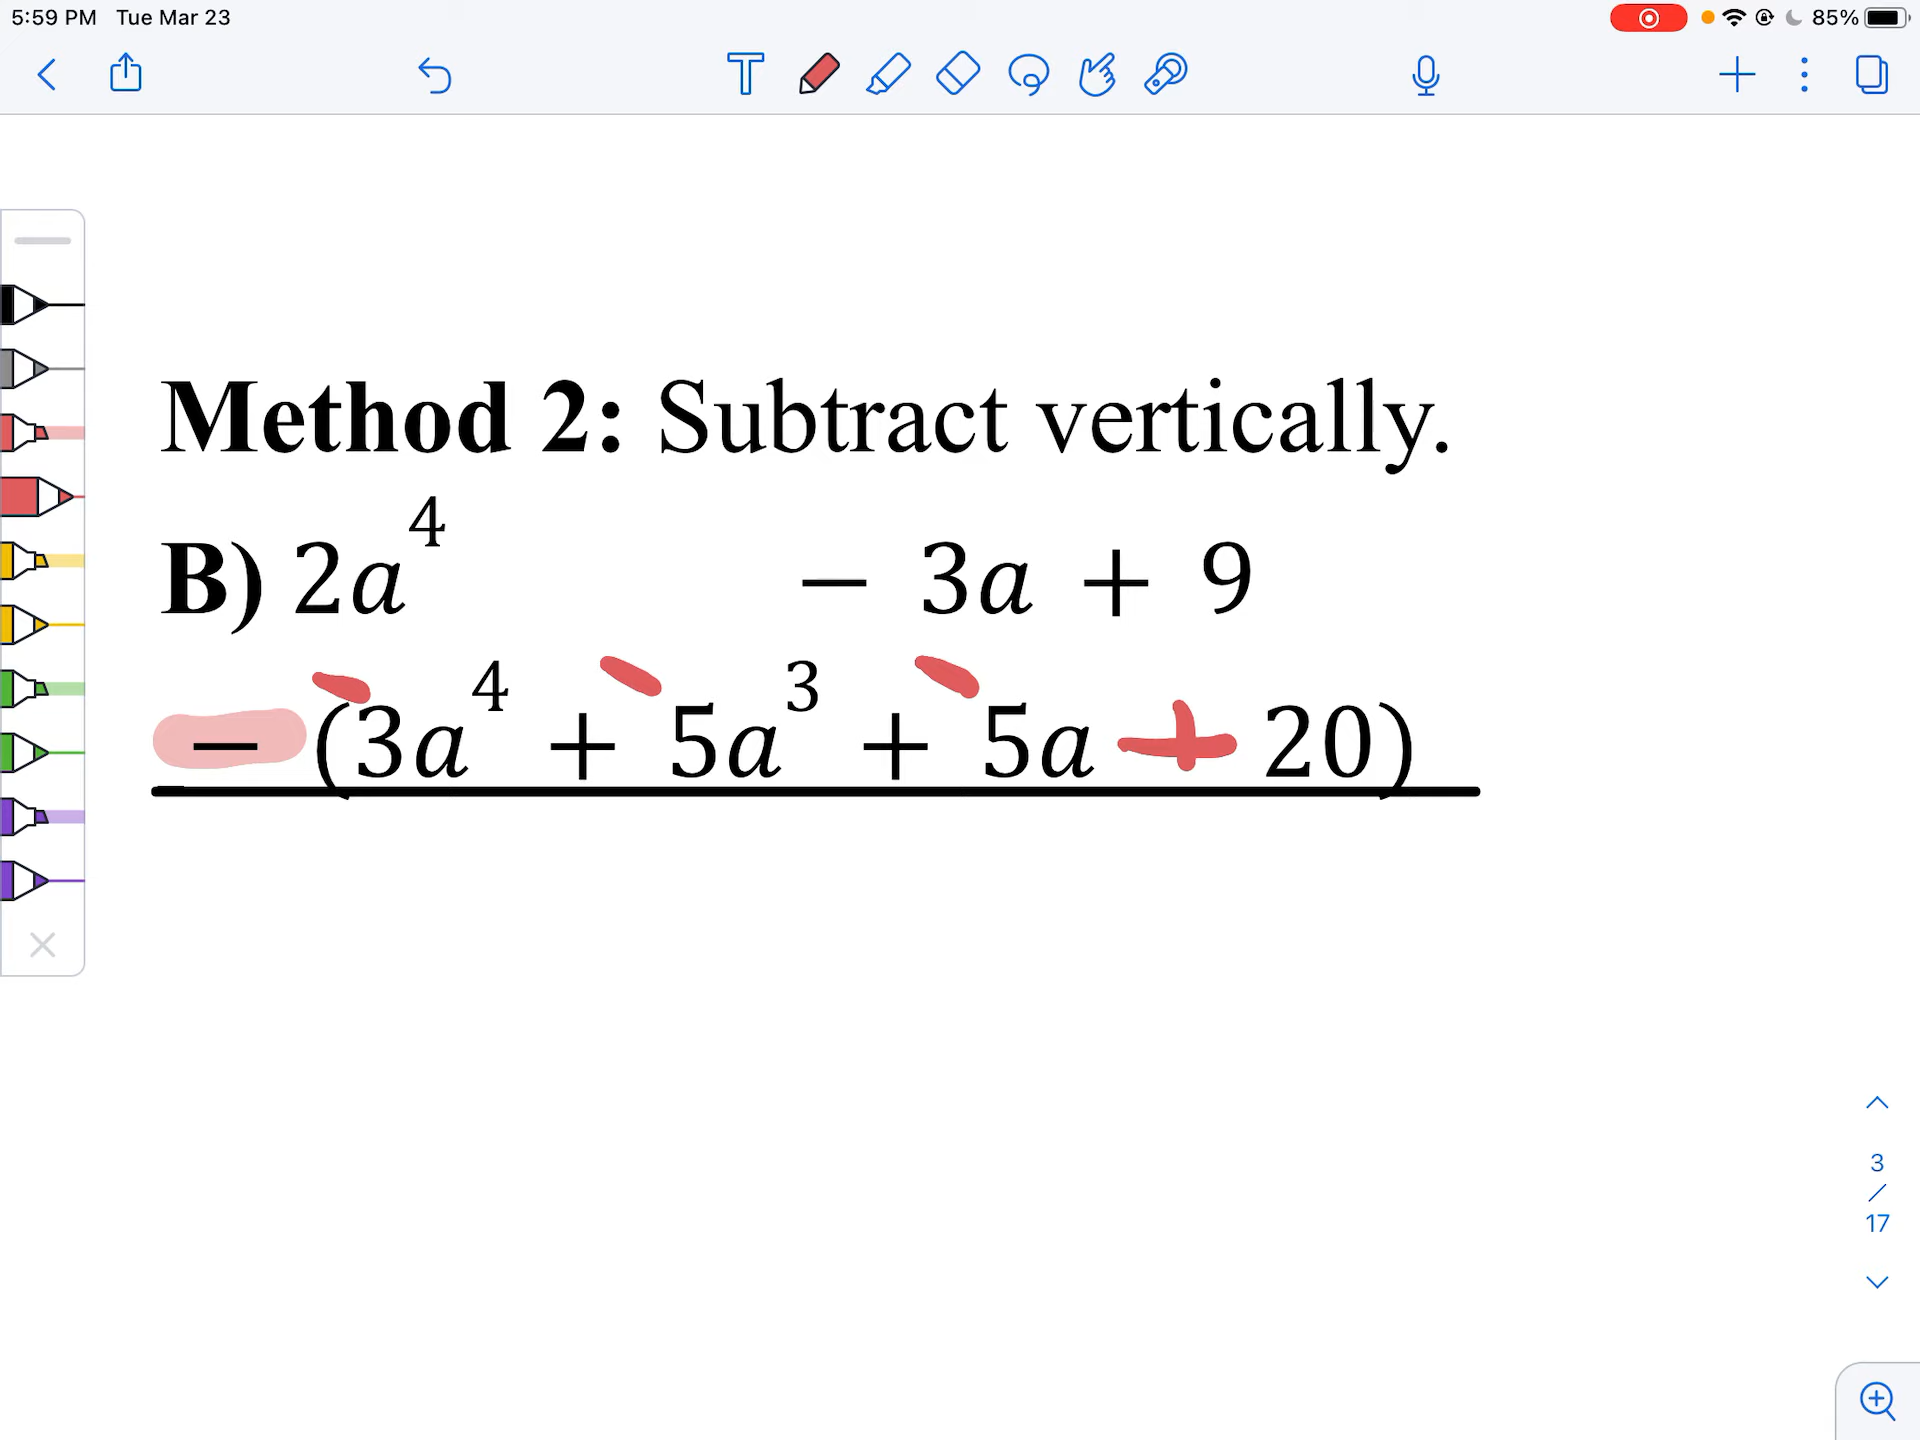 5:59 PM Tue Mar 23 85%
T
Method 2: Subtract vertically.
B) 2a⁴ − 3a + 9
− (3a⁴ + 5a³ + 5a + 20)
3
/
17